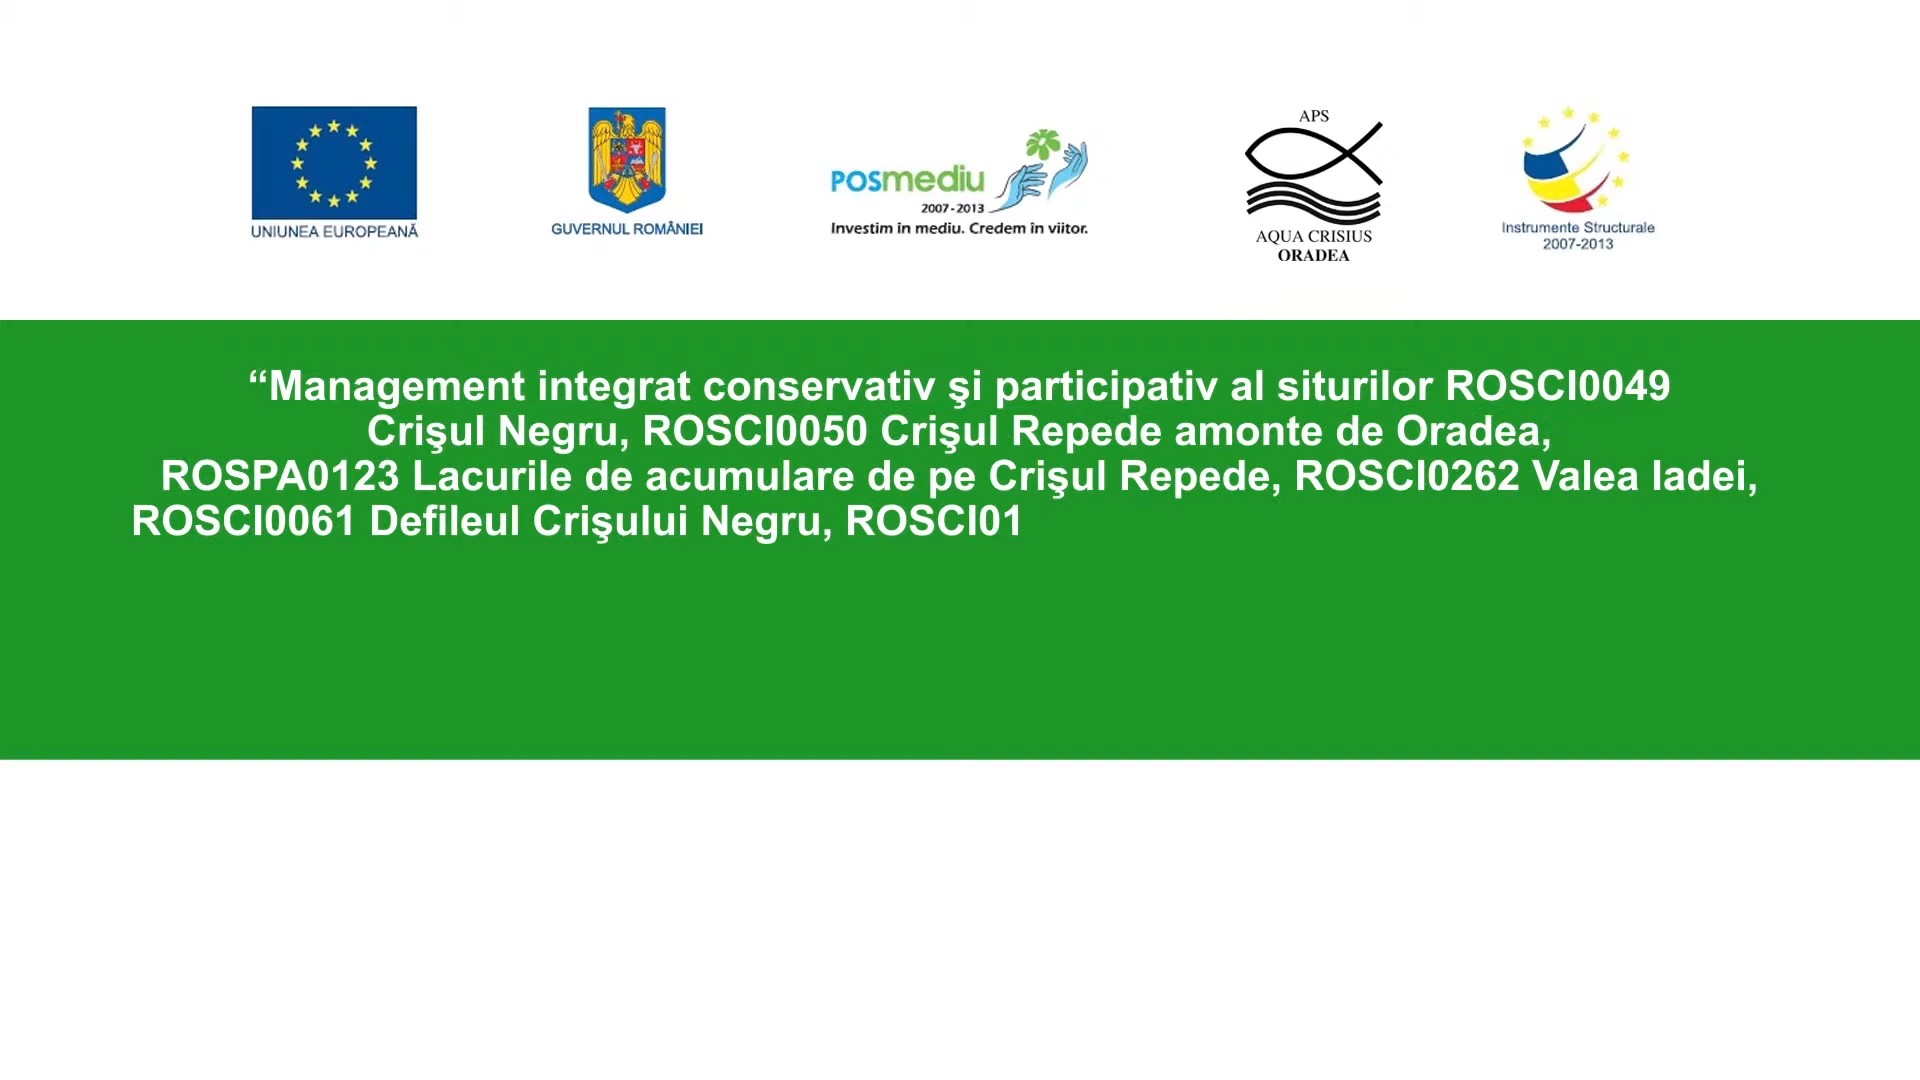 UNIUNEA EUROPEANĂ
GUVERNUL ROMÂNIEI
POSmediu
2007-2013
Investim în mediu. Credem în viitor.
APS
AQUA CRISIUS
ORADEA
Instrumente Structurale
2007-2013
“Management integrat conservativ şi participativ al siturilor ROSCI0049
Crişul Negru, ROSCI0050 Crişul Repede amonte de Oradea,
ROSPA0123 Lacurile de acumulare de pe Crişul Repede, ROSCI0262 Valea Iadei,
ROSCI0061 Defileul Crişului Negru, ROSCI01